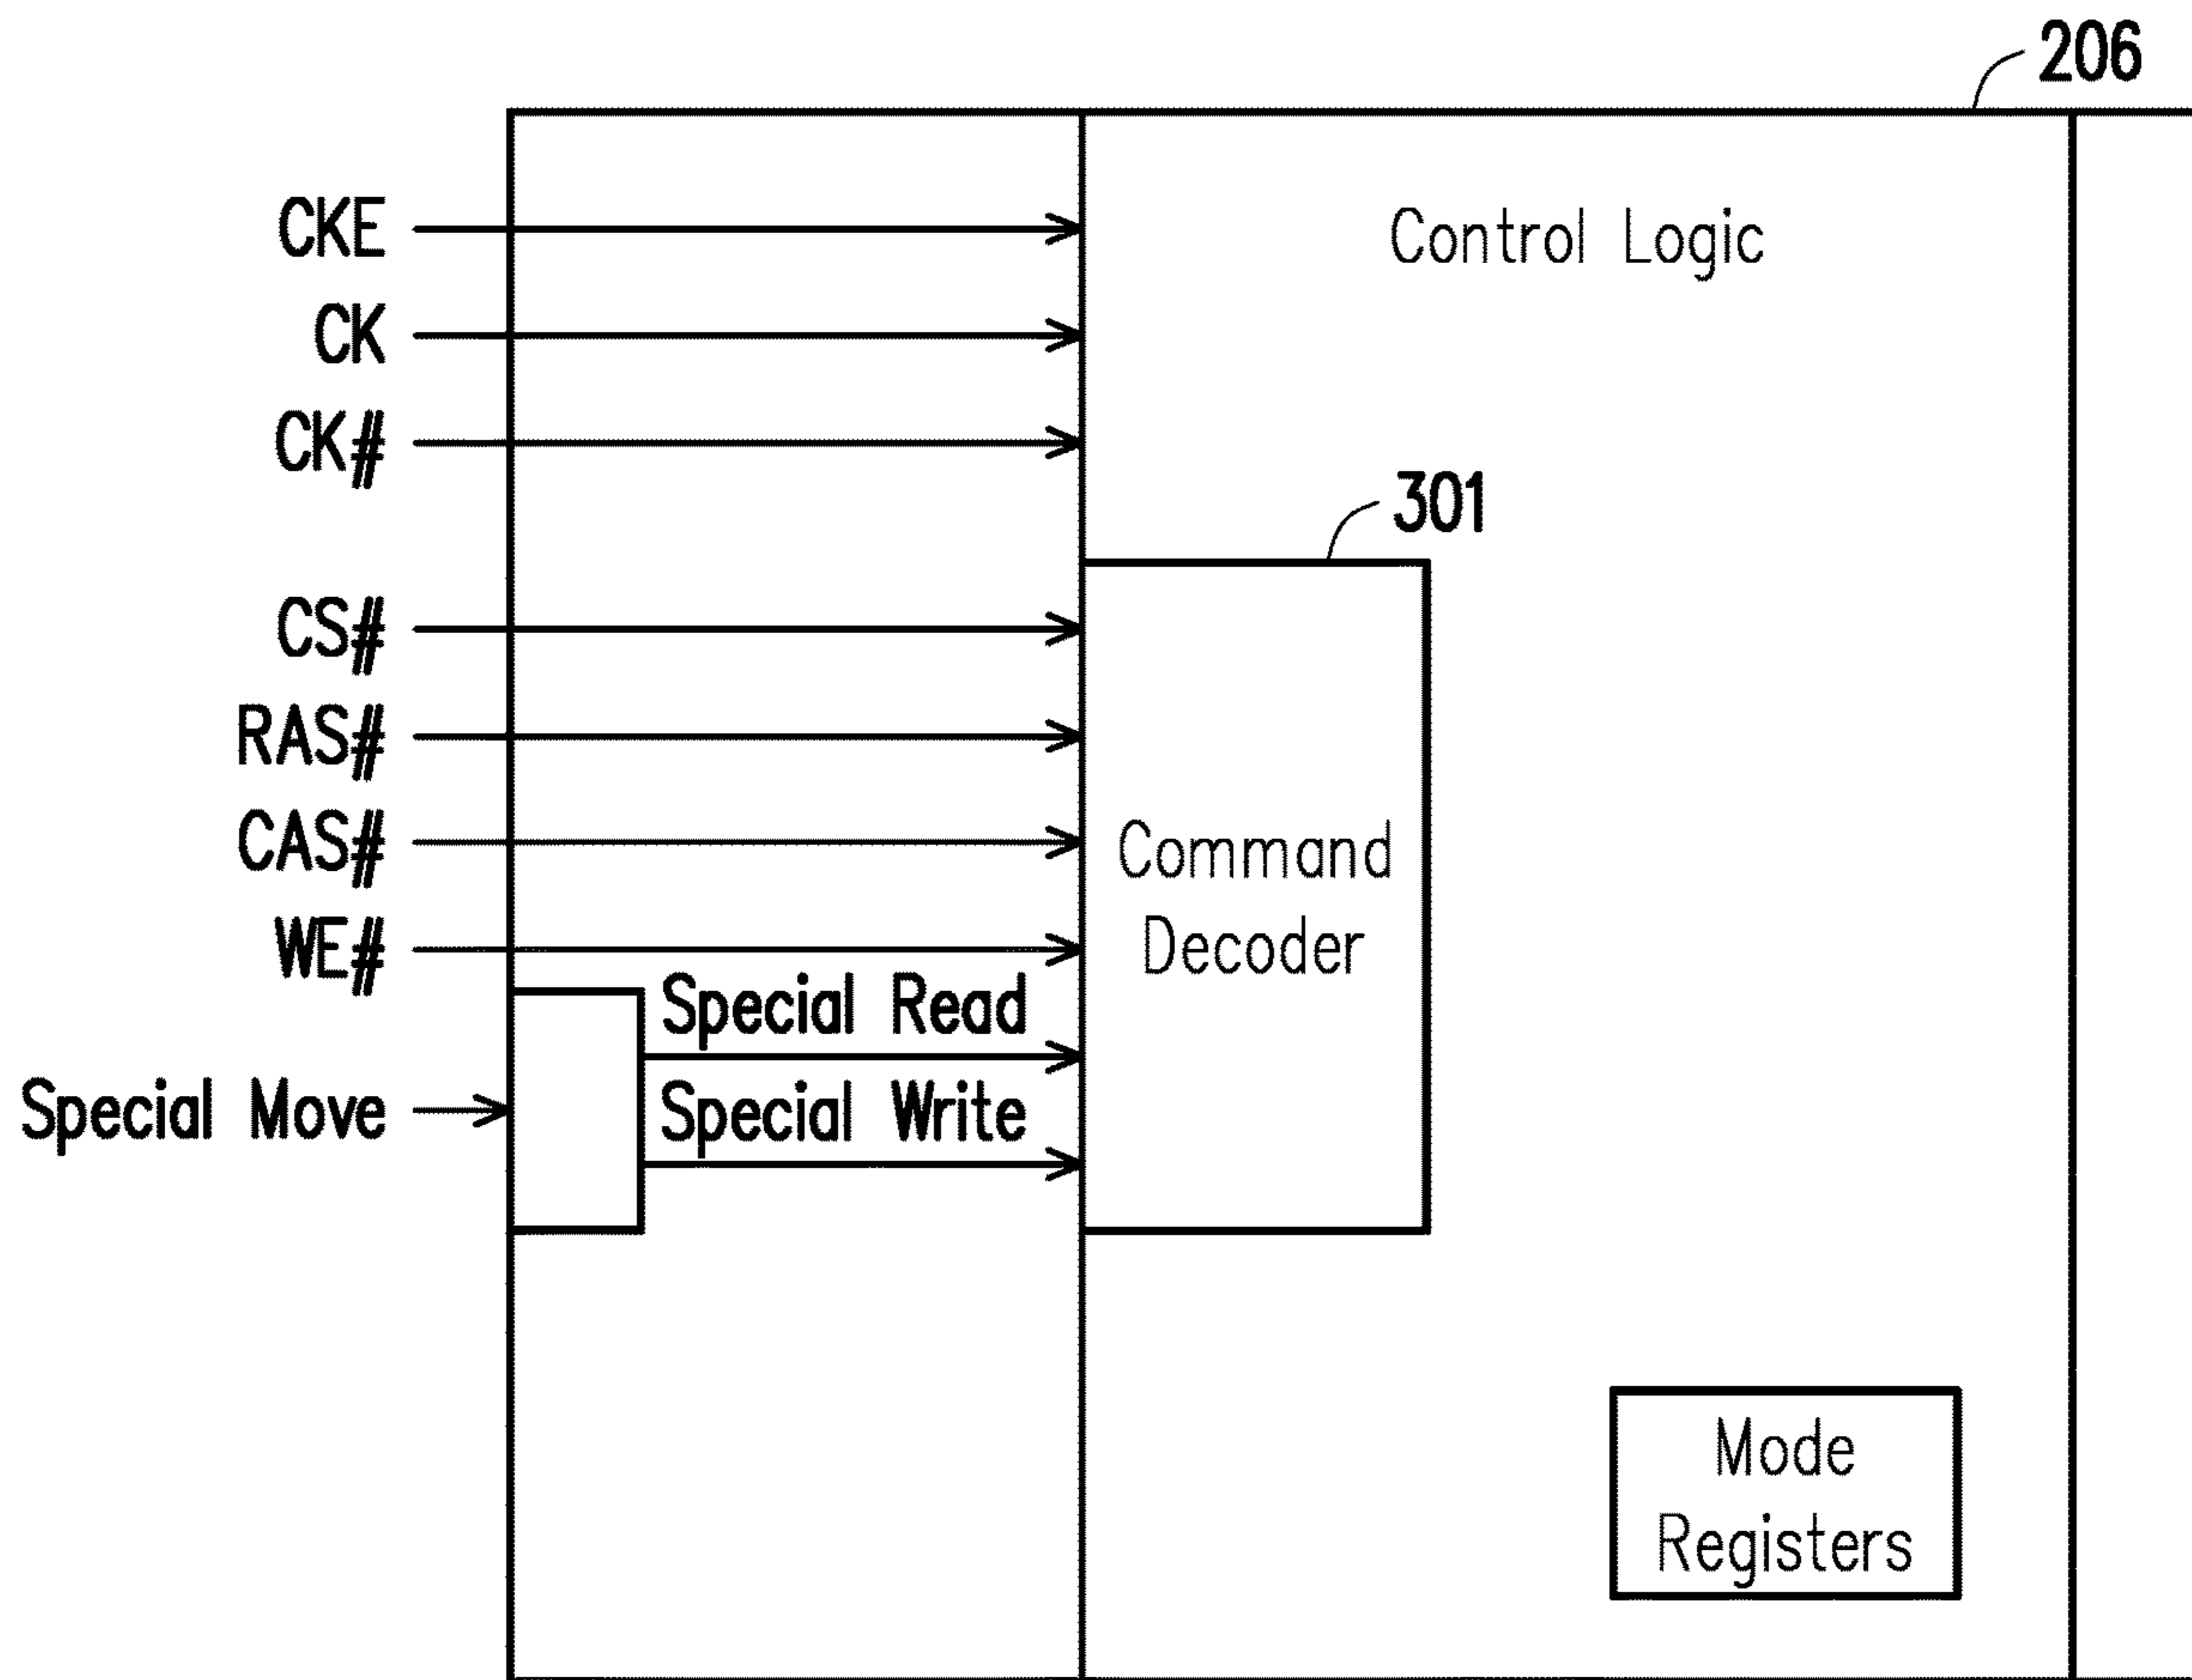 206
CKE
Control Logic
CK
CK#
301
CS#
RAS#
CAS#
Command
Decoder
WE#
Special Read
Special Move
Special Write
Mode
Registers